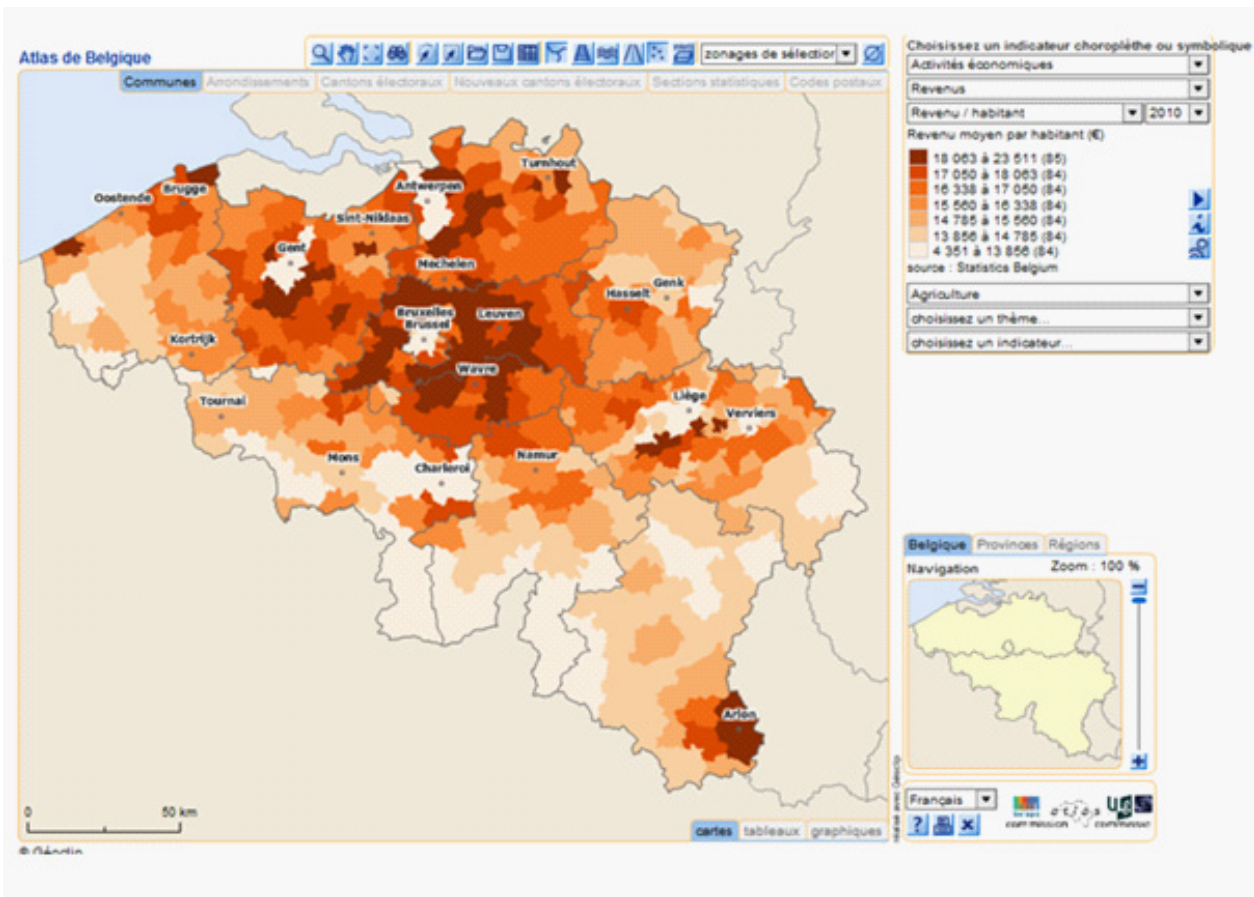 Atlas de Belgique
zonages de sélection
Communes Arrondissements Cantons électoraux Nouveaux cantons électoraux Sections statistiques Codes postaux
Oostende
Brugge
Antwerpen
Turnhout
Sint-Niklaas
Gent
Mechelen
Hasselt
Genk
Bruxelles
Brussel
Leuven
Kortrijk
Wavre
Tournai
Liège
Verviers
Mons
Charleroi
Namur
Arlon
0 50 km
cartes tableaux graphiques
© Géoclip
réalisé avec Géoclip
Choisissez un indicateur choroplèthe ou symbolique
Activités économiques
Revenus
Revenu / habitant 2010
Revenu moyen par habitant (€)
18 063 à 23 511 (85)
17 050 à 18 063 (84)
16 338 à 17 050 (84)
15 560 à 16 338 (84)
14 785 à 15 560 (84)
13 856 à 14 785 (84)
4 351 à 13 856 (84)
source : Statistics Belgium
Agriculture
choisissez un thème...
choisissez un indicateur...
Belgique Provinces Régions
Navigation Zoom : 100 %
Français